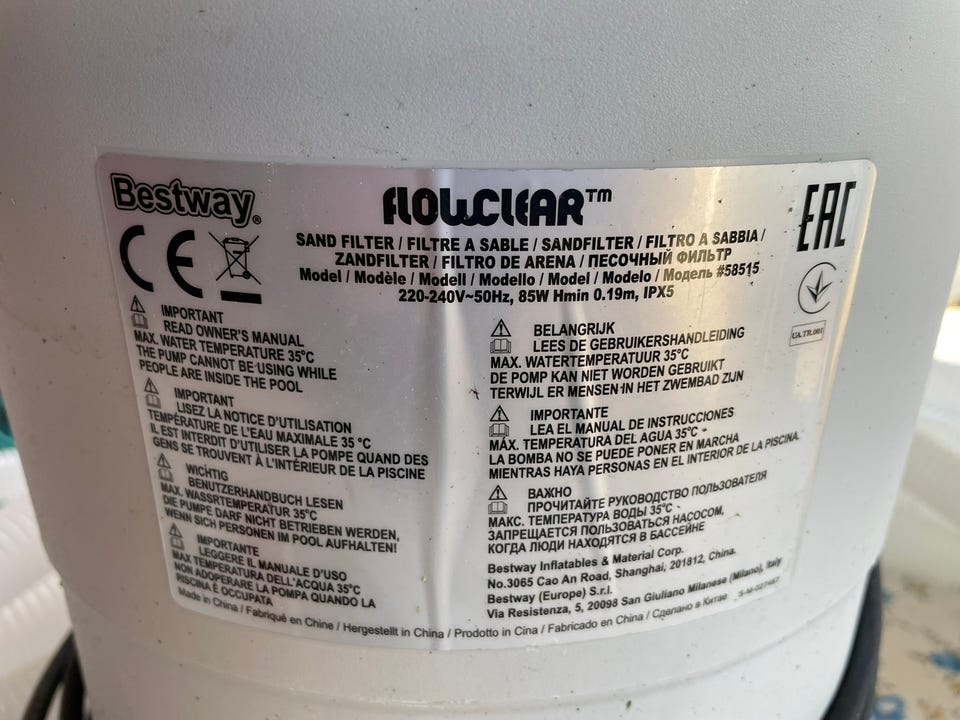 Bestway®
FLOWCLEAR™
EAC
CE
SAND FILTER / FILTRE A SABLE / SANDFILTER / FILTRO A SABBIA /
ZANDFILTER / FILTRO DE ARENA / ПЕСОЧНЫЙ ФИЛЬТР
Model / Modèle / Modell / Modello / Model / Modelo / Модель #58515
220-240V~50Hz, 85W Hmin 0.19m, IPX5
UA.TR.001
IMPORTANT
READ OWNER'S MANUAL
MAX. WATER TEMPERATURE 35°C
THE PUMP CANNOT BE USING WHILE
PEOPLE ARE INSIDE THE POOL
IMPORTANT
LISEZ LA NOTICE D'UTILISATION
TEMPÉRATURE DE L'EAU MAXIMALE 35 °C
IL EST INTERDIT D'UTILISER LA POMPE QUAND DES
GENS SE TROUVENT À L'INTÉRIEUR DE LA PISCINE
WICHTIG
BENUTZERHANDBUCH LESEN
MAX. WASSRTEMPERATUR 35°C
DIE PUMPE DARF NICHT BETRIEBEN WERDEN,
WENN SICH PERSONEN IM POOL AUFHALTEN!
IMPORTANTE
LEGGERE IL MANUALE D'USO
MAX TEMPERATURA DELL'ACQUA 35°C
NON ADOPERARE LA POMPA QUANDO LA
PISCINA È OCCUPATA
BELANGRIJK
LEES DE GEBRUIKERSHANDLEIDING
MAX. WATERTEMPERATUUR 35°C
DE POMP KAN NIET WORDEN GEBRUIKT
TERWIJL ER MENSEN IN HET ZWEMBAD ZIJN
IMPORTANTE
LEA EL MANUAL DE INSTRUCCIONES
MÁX. TEMPERATURA DEL AGUA 35°C
LA BOMBA NO SE PUEDE PONER EN MARCHA
MIENTRAS HAYA PERSONAS EN EL INTERIOR DE LA PISCINA.
ВАЖНО
ПРОЧИТАЙТЕ РУКОВОДСТВО ПОЛЬЗОВАТЕЛЯ
МАКС. ТЕМПЕРАТУРА ВОДЫ 35°C
ЗАПРЕЩАЕТСЯ ПОЛЬЗОВАТЬСЯ НАСОСОМ,
КОГДА ЛЮДИ НАХОДЯТСЯ В БАССЕЙНЕ
Bestway Inflatables & Material Corp.
No.3065 Cao An Road, Shanghai, 201812, China.
Bestway (Europe) S.r.l.
Via Resistenza, 5, 20098 San Giuliano Milanese (Milano), Italy
Made in China / Fabriqué en Chine / Hergestellt in China / Prodotto in Cina / Fabricado en China / Сделано в Китае